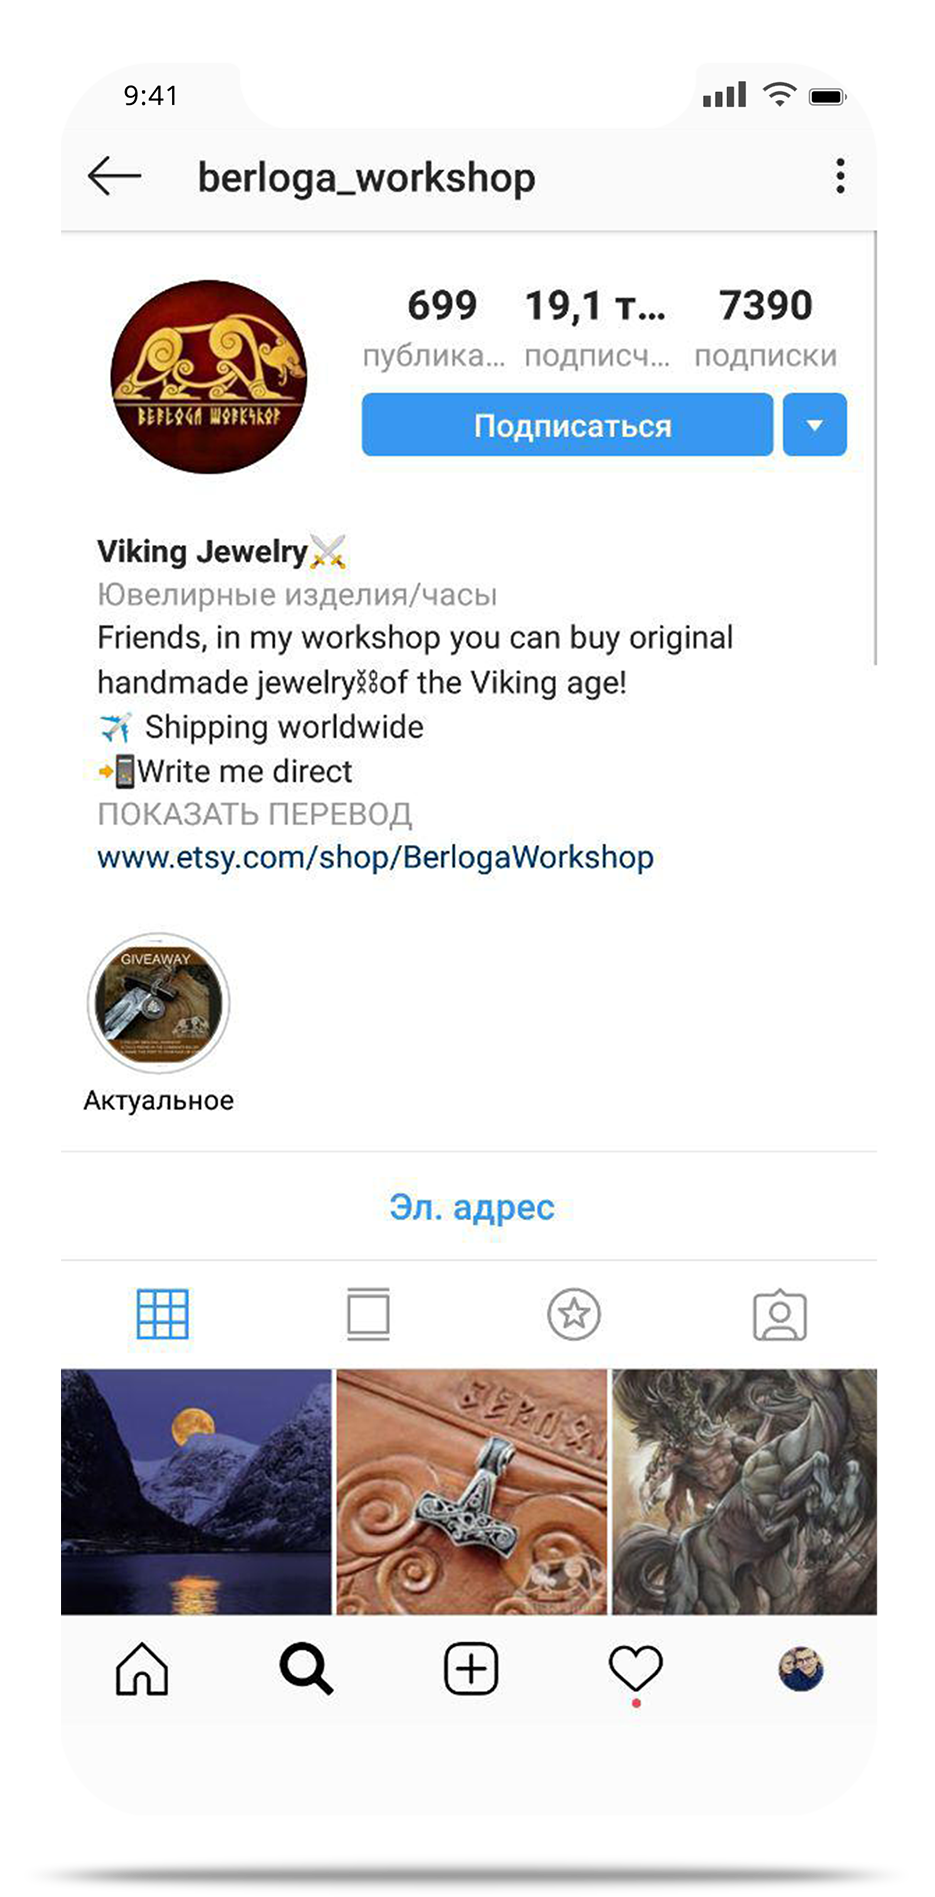 9:41
berloga_workshop
699 19,1 т... 7390
публика... подписч... подписки
BERLOGA WORKSHOP
Подписаться
Viking Jewelry⚔️
Ювелирные изделия/часы
Friends, in my workshop you can buy original
handmade jewelry⛓of the Viking age!
✈️ Shipping worldwide
📲Write me direct
ПОКАЗАТЬ ПЕРЕВОД
www.etsy.com/shop/BerlogaWorkshop
GIVEAWAY
Актуальное
Эл. адрес